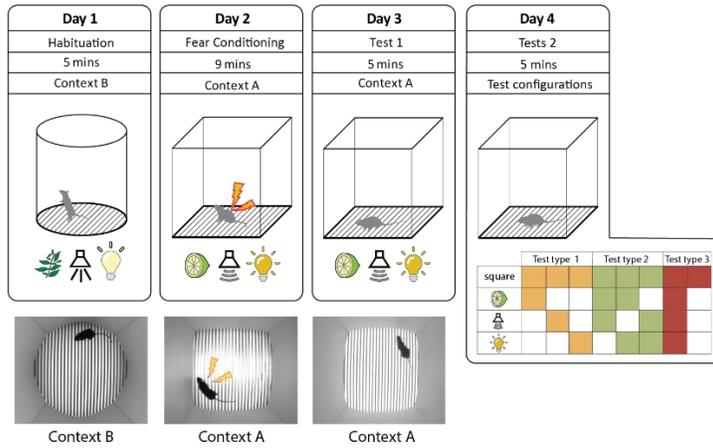 Day 1
Habituation
5 mins
Context B
Day 2
Fear Conditioning
9 mins
Context A
Day 3
Test 1
5 mins
Context A
Day 4
Tests 2
5 mins
Test configurations
Test type 1
Test type 2
Test type 3
square
Context B
Context A
Context A